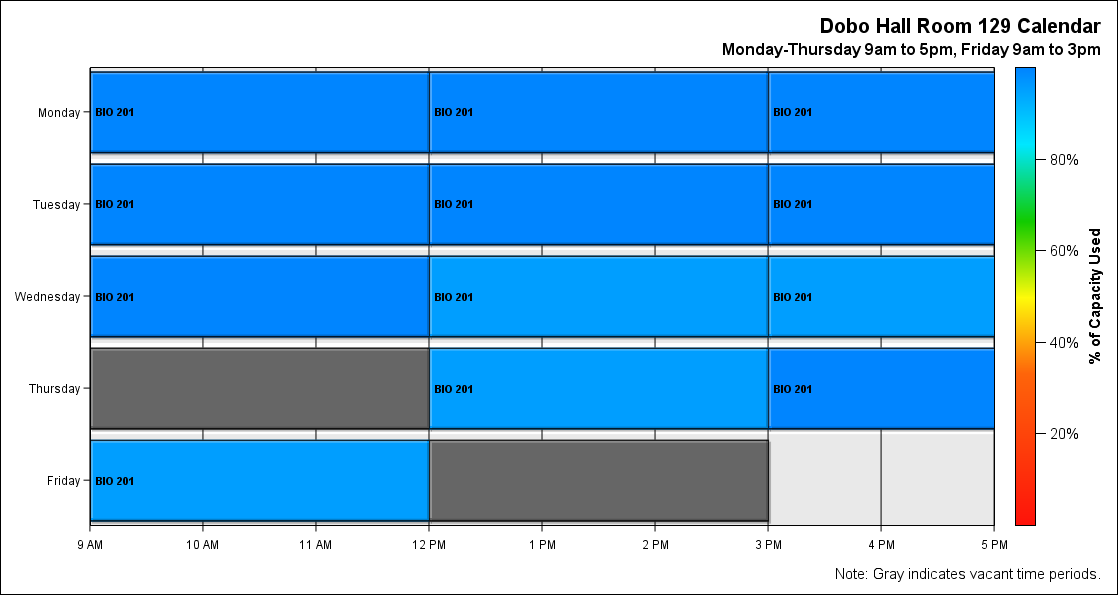 Dobo Hall Room 129 Calendar
Monday-Thursday 9am to 5pm, Friday 9am to 3pm
Monday
BIO 201
BIO 201
BIO 201
Tuesday
BIO 201
BIO 201
BIO 201
Wednesday
BIO 201
BIO 201
BIO 201
Thursday
BIO 201
BIO 201
Friday
BIO 201
9 AM
10 AM
11 AM
12 PM
1 PM
2 PM
3 PM
4 PM
5 PM
80%
60%
40%
20%
% of Capacity Used
Note: Gray indicates vacant time periods.